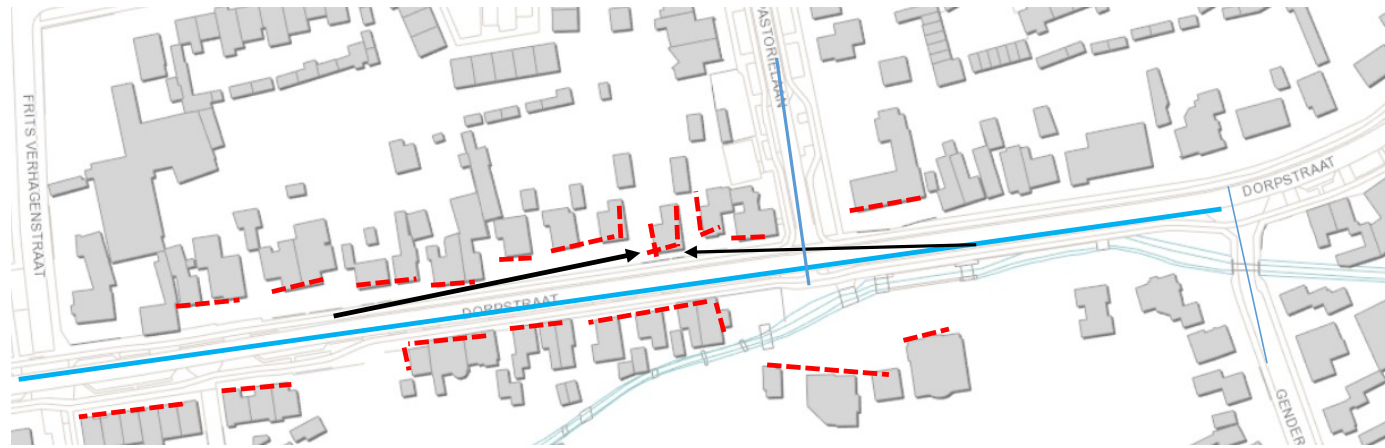 FRITS VERHAGENSTRAAT
PASTORIELAAN
DORPSTRAAT
DORPSTRAAT
GENDER